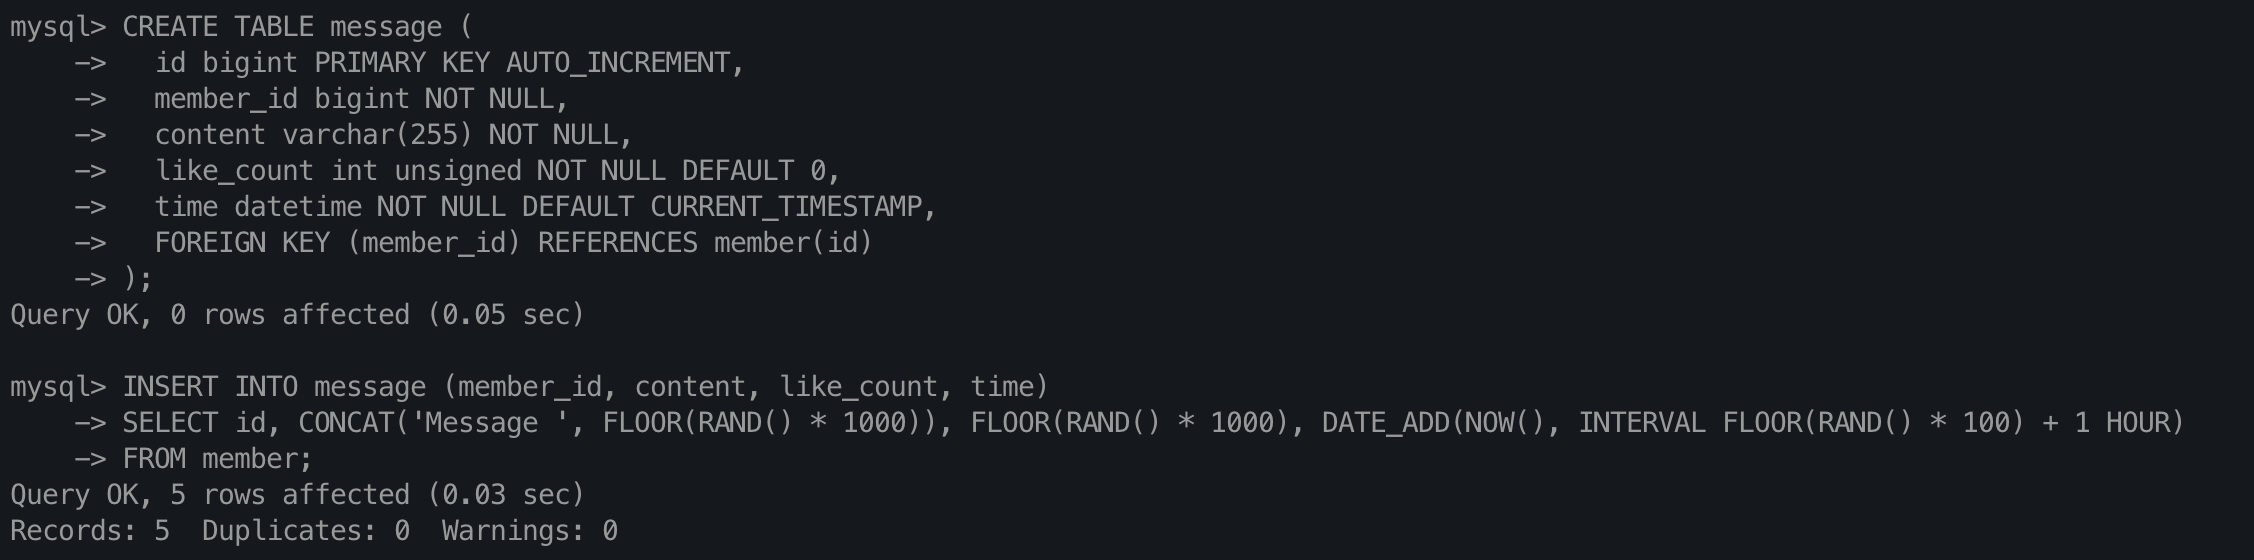 mysql> CREATE TABLE message (
    ->   id bigint PRIMARY KEY AUTO_INCREMENT,
    ->   member_id bigint NOT NULL,
    ->   content varchar(255) NOT NULL,
    ->   like_count int unsigned NOT NULL DEFAULT 0,
    ->   time datetime NOT NULL DEFAULT CURRENT_TIMESTAMP,
    ->   FOREIGN KEY (member_id) REFERENCES member(id)
    -> );
Query OK, 0 rows affected (0.05 sec)

mysql> INSERT INTO message (member_id, content, like_count, time)
    -> SELECT id, CONCAT('Message ', FLOOR(RAND() * 1000)), FLOOR(RAND() * 1000), DATE_ADD(NOW(), INTERVAL FLOOR(RAND() * 100) + 1 HOUR)
    -> FROM member;
Query OK, 5 rows affected (0.03 sec)
Records: 5  Duplicates: 0  Warnings: 0